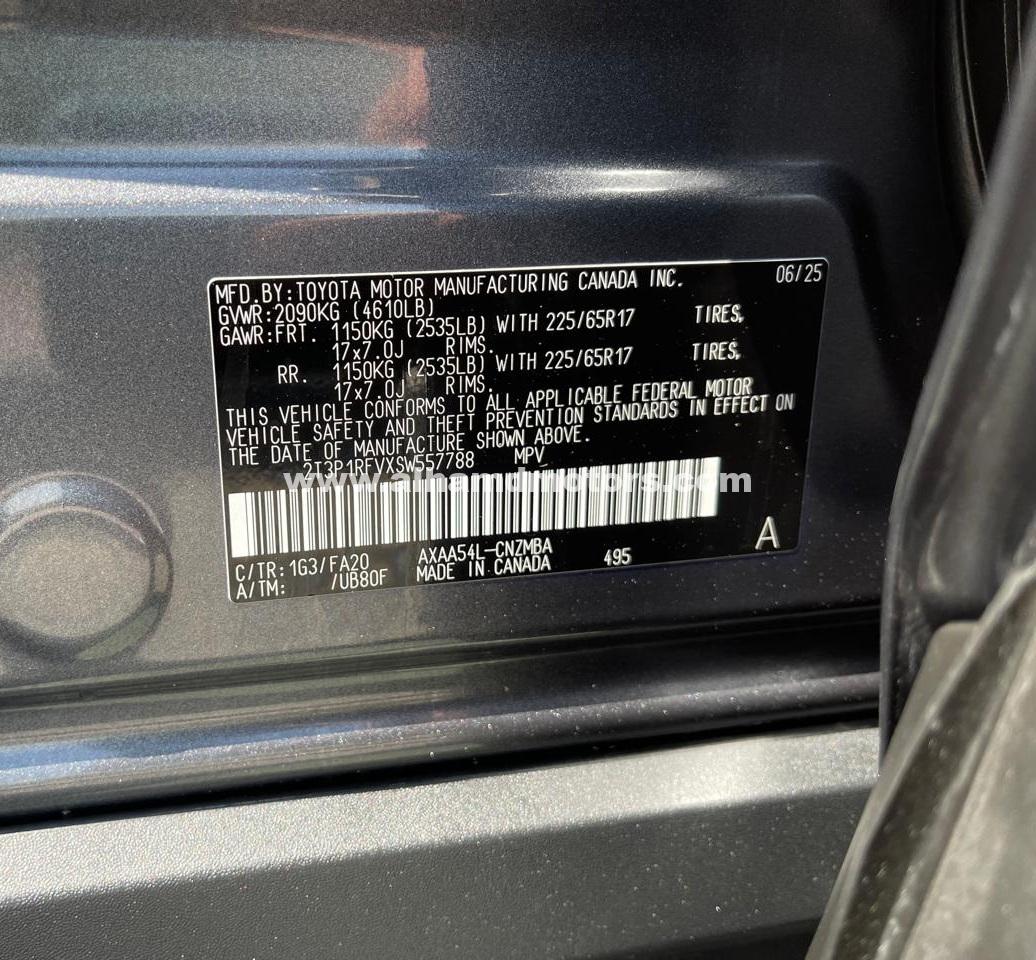 MFD.BY:TOYOTA MOTOR MANUFACTURING CANADA INC. 06/25
GVWR:2090KG (4610LB)
GAWR:FRT. 1150KG (2535LB) WITH 225/65R17 TIRES,
17x7.0J RIMS.
RR. 1150KG (2535LB) WITH 225/65R17 TIRES,
17x7.0J RIMS.
THIS VEHICLE CONFORMS TO ALL APPLICABLE FEDERAL MOTOR
VEHICLE SAFETY AND THEFT PREVENTION STANDARDS IN EFFECT ON
THE DATE OF MANUFACTURE SHOWN ABOVE.
2T3P1RFVXSW557788 MPV
www.alhamdmotors.com
C/TR:1G3/FA20 AXAA54L-CNZMBA 495 A
A/TM: /UB80F MADE IN CANADA